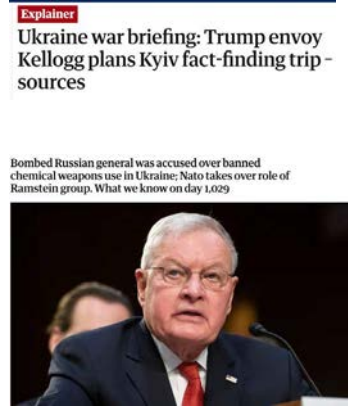 Explainer
Ukraine war briefing: Trump envoy
Kellogg plans Kyiv fact-finding trip –
sources
Bombed Russian general was accused over banned
chemical weapons use in Ukraine; Nato takes over role of
Ramstein group. What we know on day 1,029